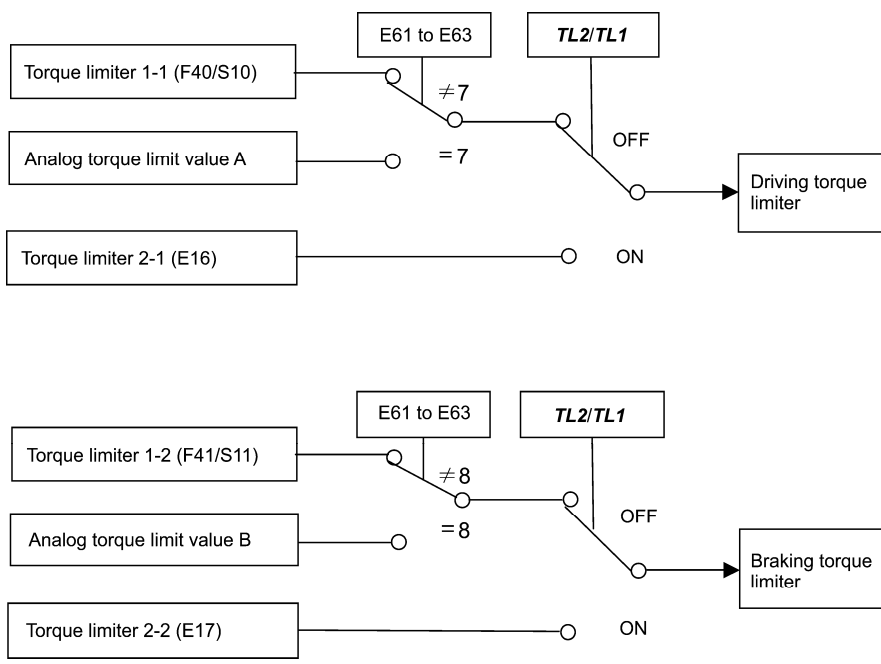 E61 to E63
TL2/TL1
Torque limiter 1-1 (F40/S10)
≠7
OFF
Analog torque limit value A
=7
Driving torque
limiter
Torque limiter 2-1 (E16)
ON
E61 to E63
TL2/TL1
Torque limiter 1-2 (F41/S11)
≠8
OFF
Analog torque limit value B
=8
Braking torque
limiter
Torque limiter 2-2 (E17)
ON